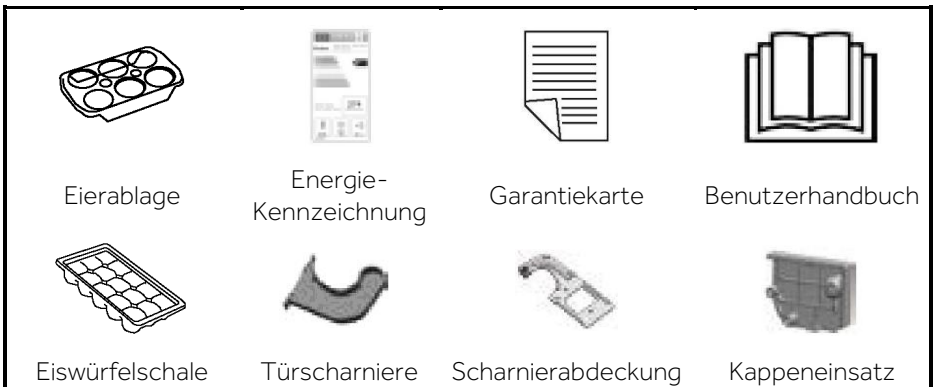 Eierablage
Energie-
Kennzeichnung
Garantiekarte
Benutzerhandbuch
Eiswürfelschale
Türscharniere
Scharnierabdeckung
Kappeneinsatz